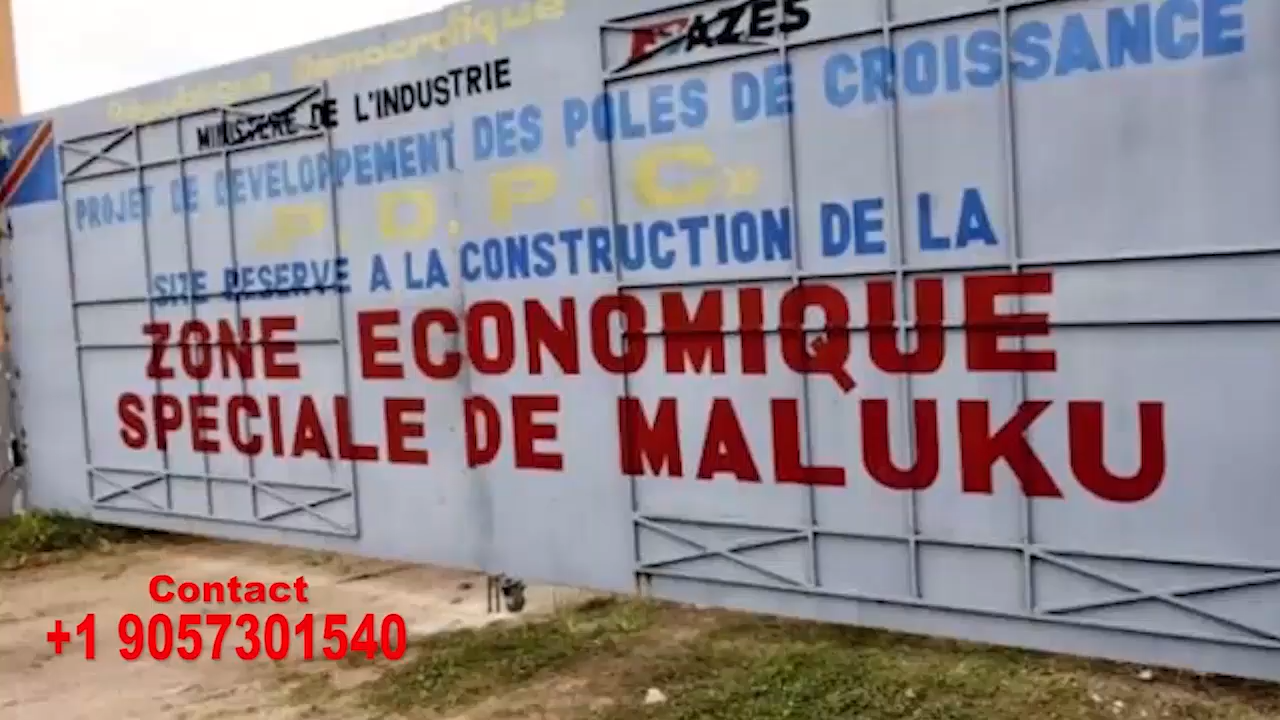 République Démocratique
AZES
MINISTERE DE L'INDUSTRIE
PROJET DE DEVELOPPEMENT DES POLES DE CROISSANCE
P.D.P.C.
SITE RESERVE A LA CONSTRUCTION DE LA
ZONE ECONOMIQUE
SPECIALE DE MALUKU
Contact
+1 9057301540